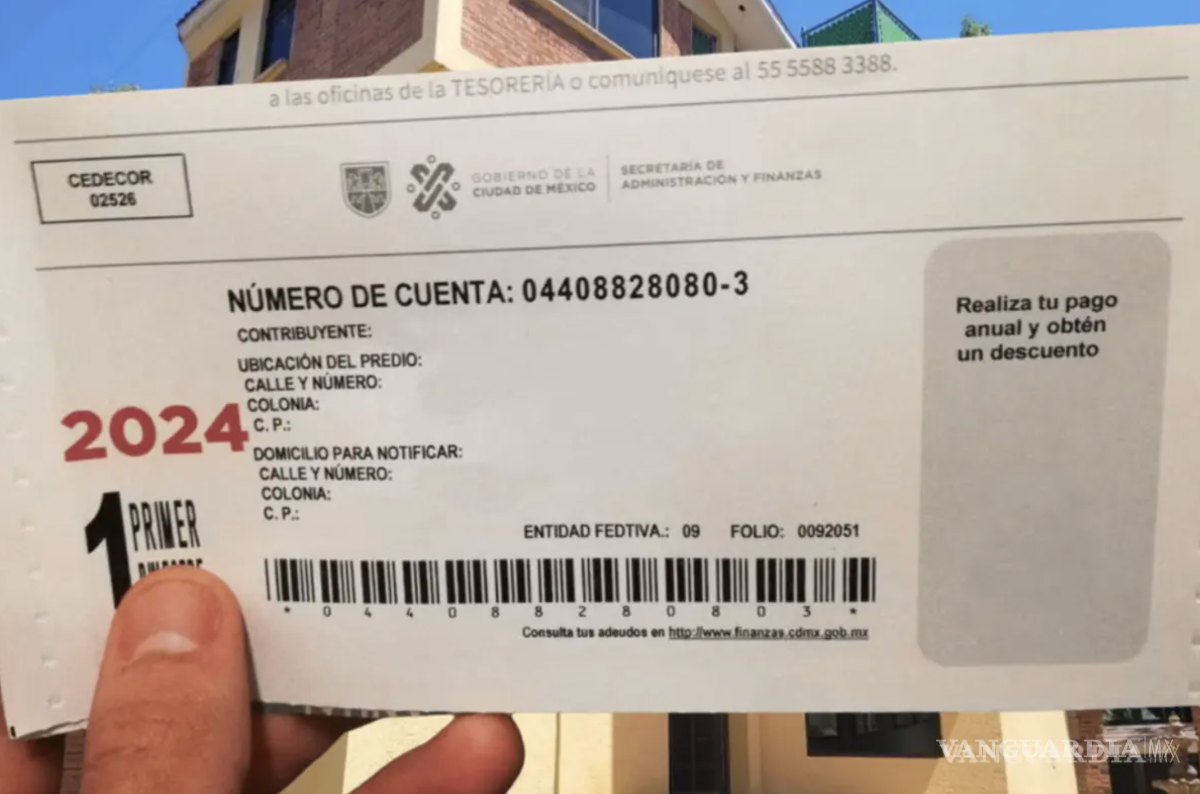 a las oficinas de la TESORERÍA o comuníquese al 55 5588 3388.
CEDECOR
02526
GOBIERNO DE LA
CIUDAD DE MÉXICO
SECRETARÍA DE
ADMINISTRACIÓN Y FINANZAS
NÚMERO DE CUENTA: 04408828080-3
CONTRIBUYENTE:
UBICACIÓN DEL PREDIO:
CALLE Y NÚMERO:
COLONIA:
C. P.:
DOMICILIO PARA NOTIFICAR:
CALLE Y NÚMERO:
COLONIA:
C. P.:
2024
1 PRIMER
ENTIDAD FEDTIVA.: 09 FOLIO: 0092051
* 0 4 4 0 8 8 2 8 0 8 0 3 *
Consulta tus adeudos en http://www.finanzas.cdmx.gob.mx
Realiza tu pago
anual y obtén
un descuento
VANGUARDIA MX